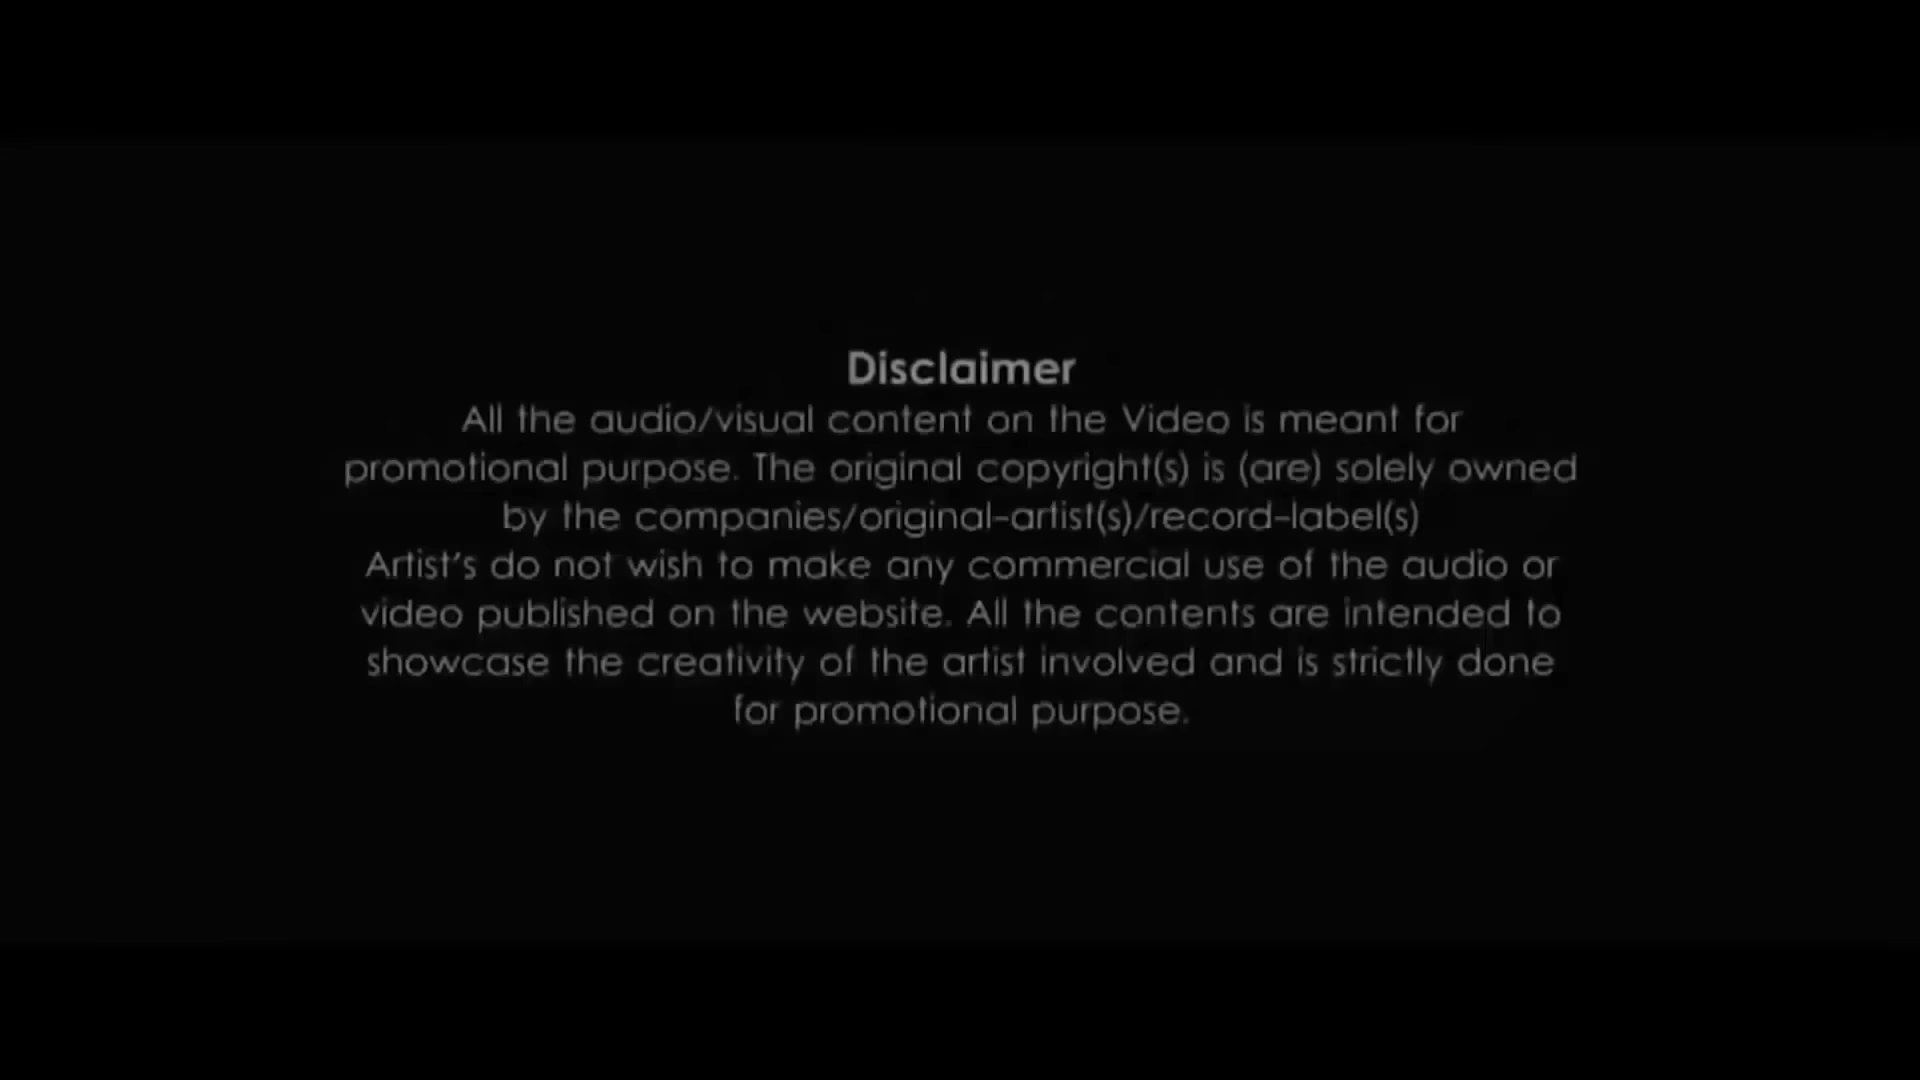 Disclaimer
All the audio/visual content on the Video is meant for
promotional purpose. The original copyright(s) is (are) solely owned
by the companies/original-artist(s)/record-label(s)
Artist's do not wish to make any commercial use of the audio or
video published on the website. All the contents are intended to
showcase the creativity of the artist involved and is strictly done
for promotional purpose.